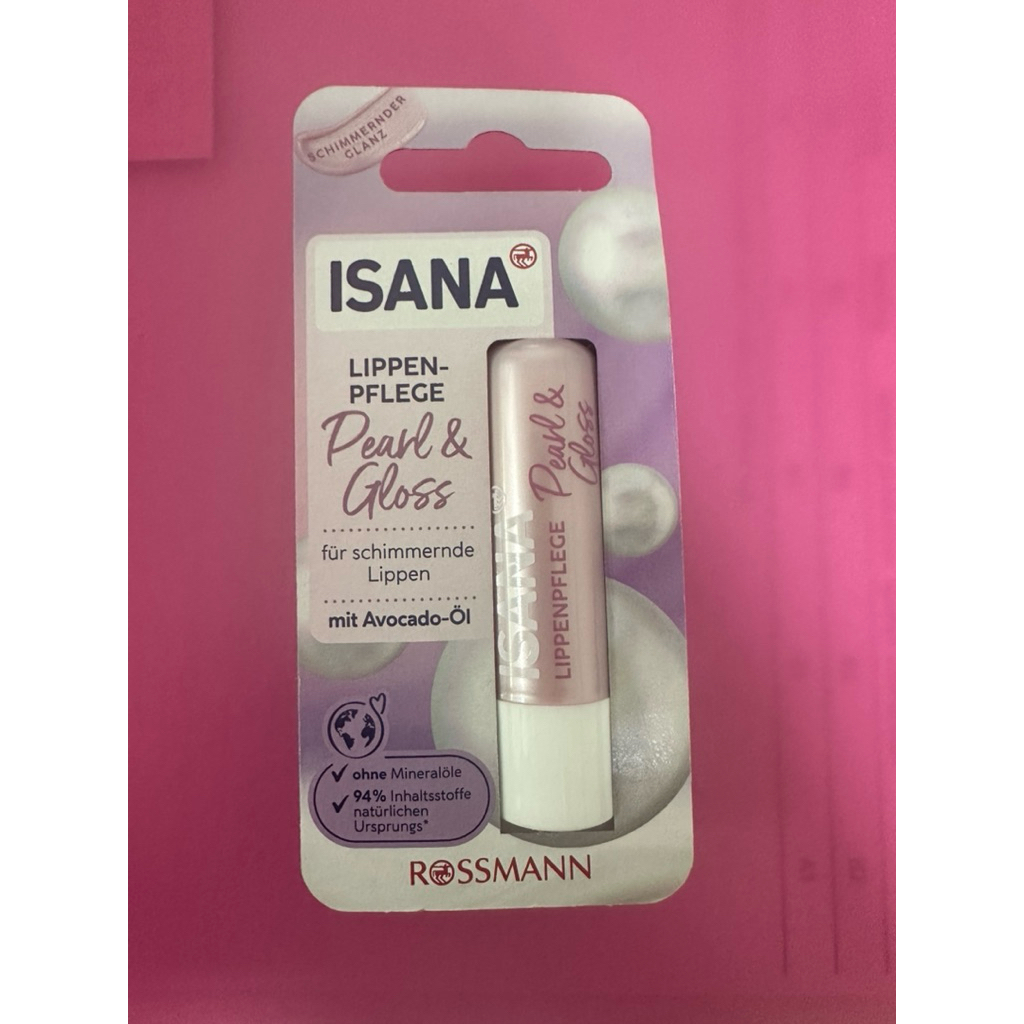 SCHIMMERNDER
GLANZ
ISANA
LIPPEN-
PFLEGE
Pearl &
Gloss
für schimmernde
Lippen
mit Avocado-Öl
ohne Mineralöle
94% Inhaltsstoffe
natürlichen
Ursprungs*
ISANA
LIPPENPFLEGE Pearl &
Gloss
ROSSMANN